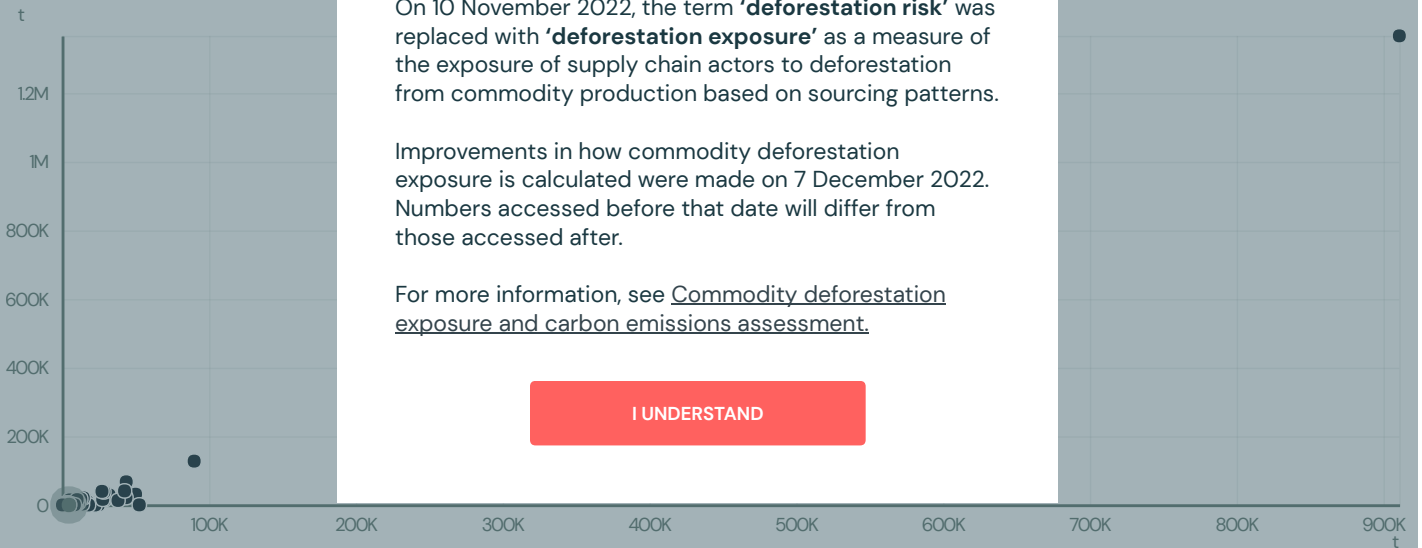 t
On 10 November 2022, the term ‘deforestation risk’ was
replaced with ‘deforestation exposure’ as a measure of
the exposure of supply chain actors to deforestation
from commodity production based on sourcing patterns.
Improvements in how commodity deforestation
exposure is calculated were made on 7 December 2022.
Numbers accessed before that date will differ from
those accessed after.
For more information, see Commodity deforestation
exposure and carbon emissions assessment.
I UNDERSTAND
1.2M
1M
800K
600K
400K
200K
0
100K 200K 300K 400K 500K 600K 700K 800K 900K
t